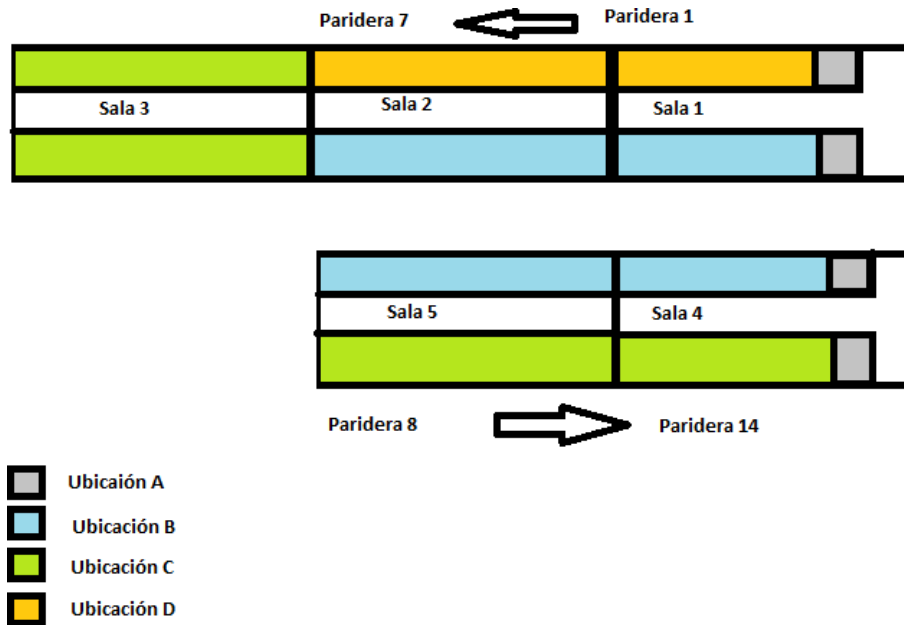 Paridera 7
Paridera 1
Sala 3
Sala 2
Sala 1
Sala 5
Sala 4
Paridera 8
Paridera 14
Ubicaión A
Ubicación B
Ubicación C
Ubicación D